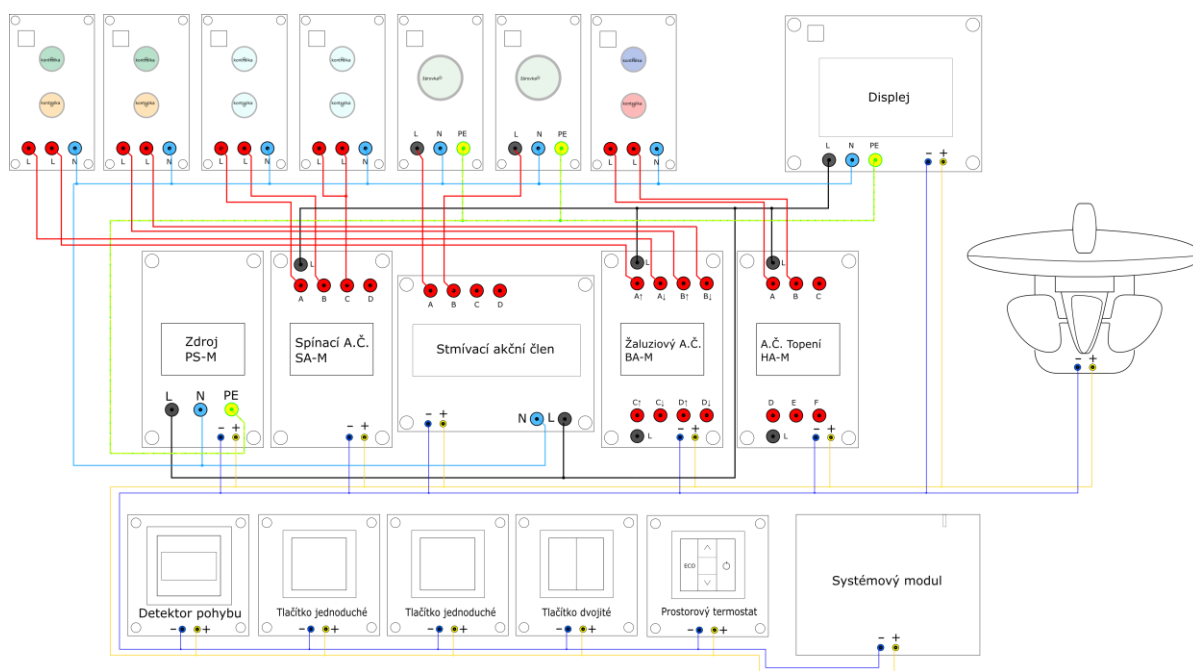 Displej
L
L
N
L
L
N
L
L
N
L
L
N
L N PE
L N PE
L
L
N
L N PE − +
L
L
L
A B C D
A B C D
A↑ A↓ B↑ B↓
A B C
Zdroj
PS-M
Spínací A.Č.
SA-M
Stmívací akční člen
Žaluziový A.Č.
BA-M
A.Č. Topení
HA-M
L N PE
− +
− +
− +
N L
C↑ C↓ D↑ D↓
L
− +
D E F
L
− +
− +
ECO
Detektor pohybu
− +
Tlačítko jednoduché
− +
Tlačítko jednoduché
− +
Tlačítko dvojité
− +
Prostorový termostat
− +
Systémový modul
− +